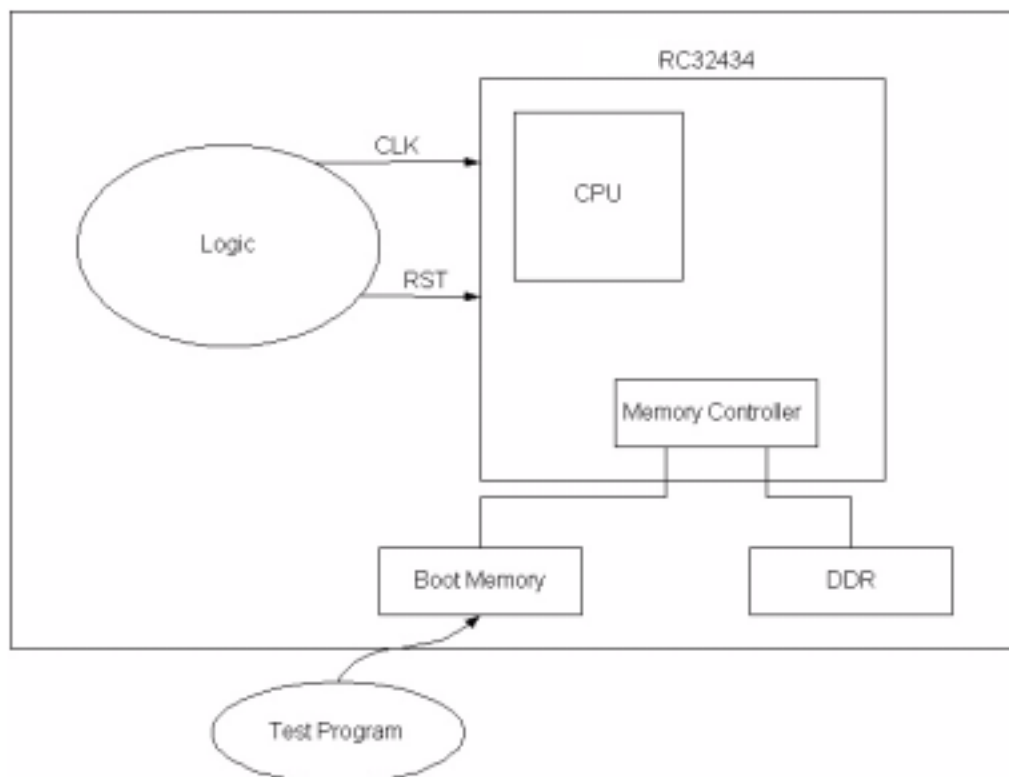 RC32434
CLK
CPU
Logic
RST
Memory Controller
Boot Memory
DDR
Test Program